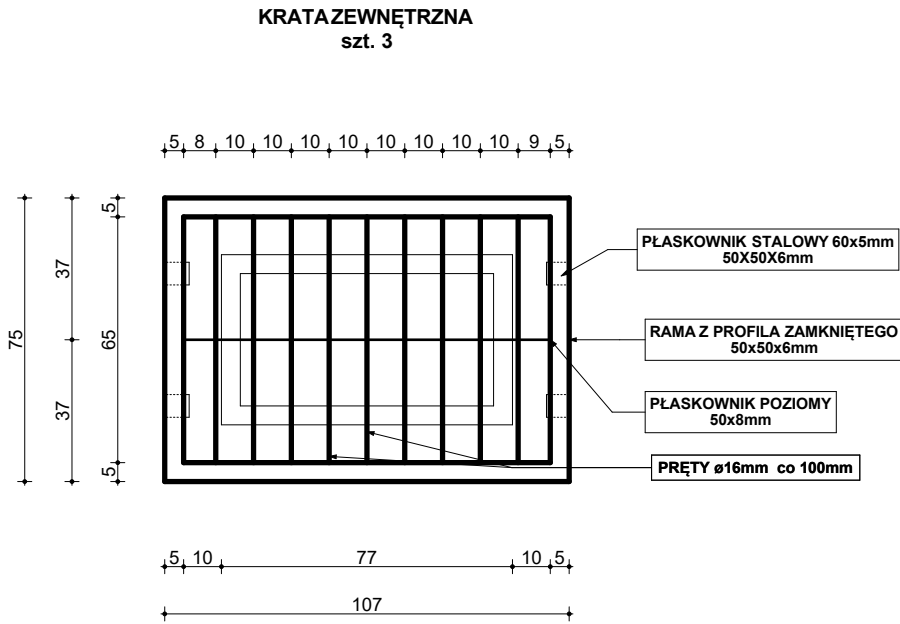 KRATA ZEWNĘTRZNA
szt. 3
5 8 10 10 10 10 10 10 10 10 9 5
75
37
37
5
65
5
PŁASKOWNIK STALOWY 60x5mm
50X50X6mm
RAMA Z PROFILA ZAMKNIĘTEGO
50x50x6mm
PŁASKOWNIK POZIOMY
50x8mm
PRĘTY ø16mm co 100mm
5 10 77 10 5
107